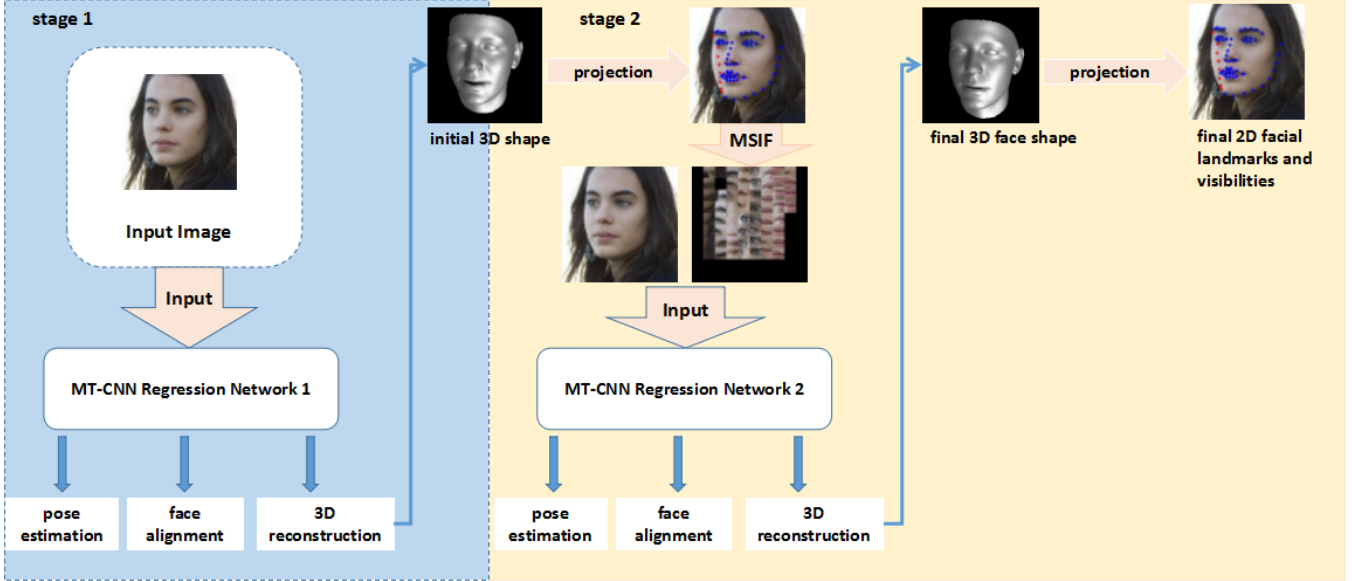 stage 1
Input Image
Input
MT-CNN Regression Network 1
pose
estimation
face
alignment
3D
reconstruction
initial 3D shape
stage 2
projection
MSIF
Input
MT-CNN Regression Network 2
pose
estimation
face
alignment
3D
reconstruction
final 3D face shape
projection
final 2D facial
landmarks and
visibilities